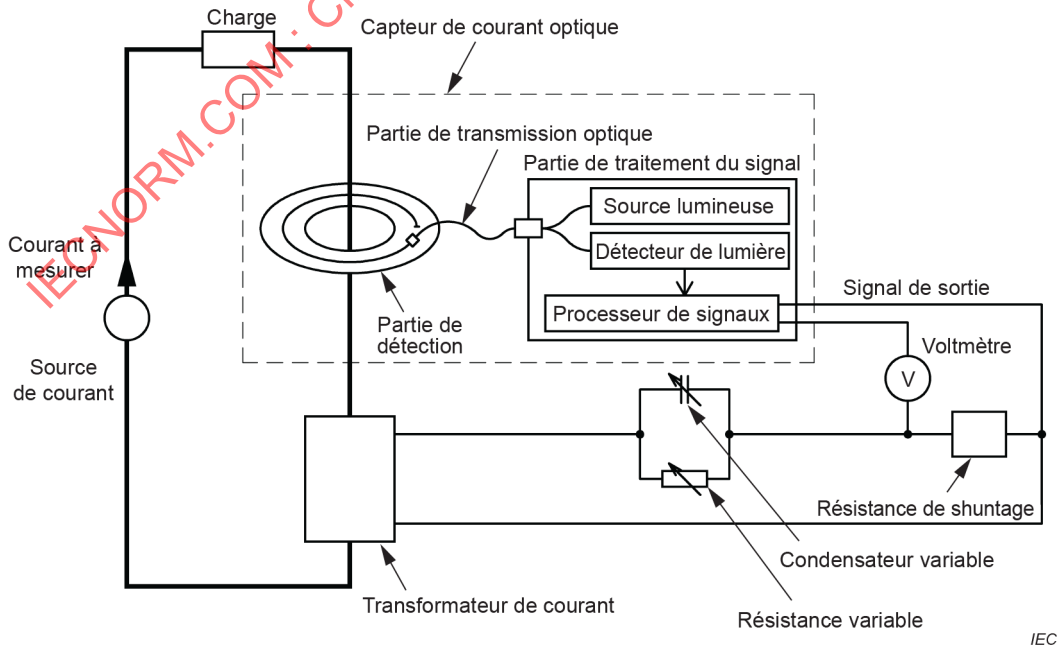 Charge
Capteur de courant optique
Partie de transmission optique
Partie de traitement du signal
Source lumineuse
Détecteur de lumière
Processeur de signaux
Courant à
mesurer
Source
de courant
Partie de
détection
Signal de sortie
Voltmètre
V
Résistance de shuntage
Condensateur variable
Résistance variable
Transformateur de courant
IEC
IECNORM.COM : C